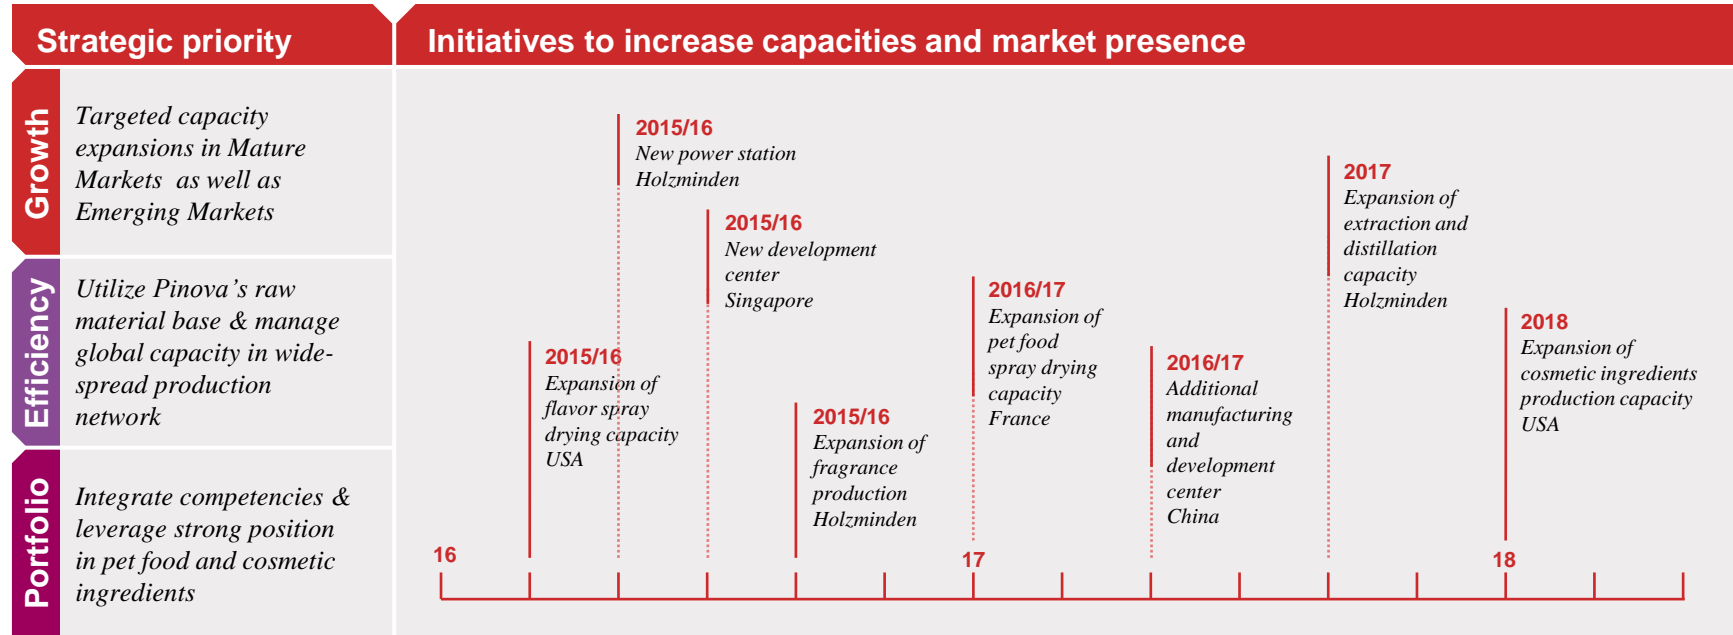 Strategic priority
Initiatives to increase capacities and market presence
Growth
Targeted capacity
expansions in Mature
Markets as well as
Emerging Markets
Efficiency
Utilize Pinova’s raw
material base & manage
global capacity in wide-
spread production
network
Portfolio
Integrate competencies &
leverage strong position
in pet food and cosmetic
ingredients
2015/16
Expansion of
flavor spray
drying capacity
USA
2015/16
New power station
Holzminden
2015/16
New development
center
Singapore
2015/16
Expansion of
fragrance
production
Holzminden
2016/17
Expansion of
pet food
spray drying
capacity
France
2016/17
Additional
manufacturing
and
development
center
China
2017
Expansion of
extraction and
distillation
capacity
Holzminden
2018
Expansion of
cosmetic ingredients
production capacity
USA
16
17
18